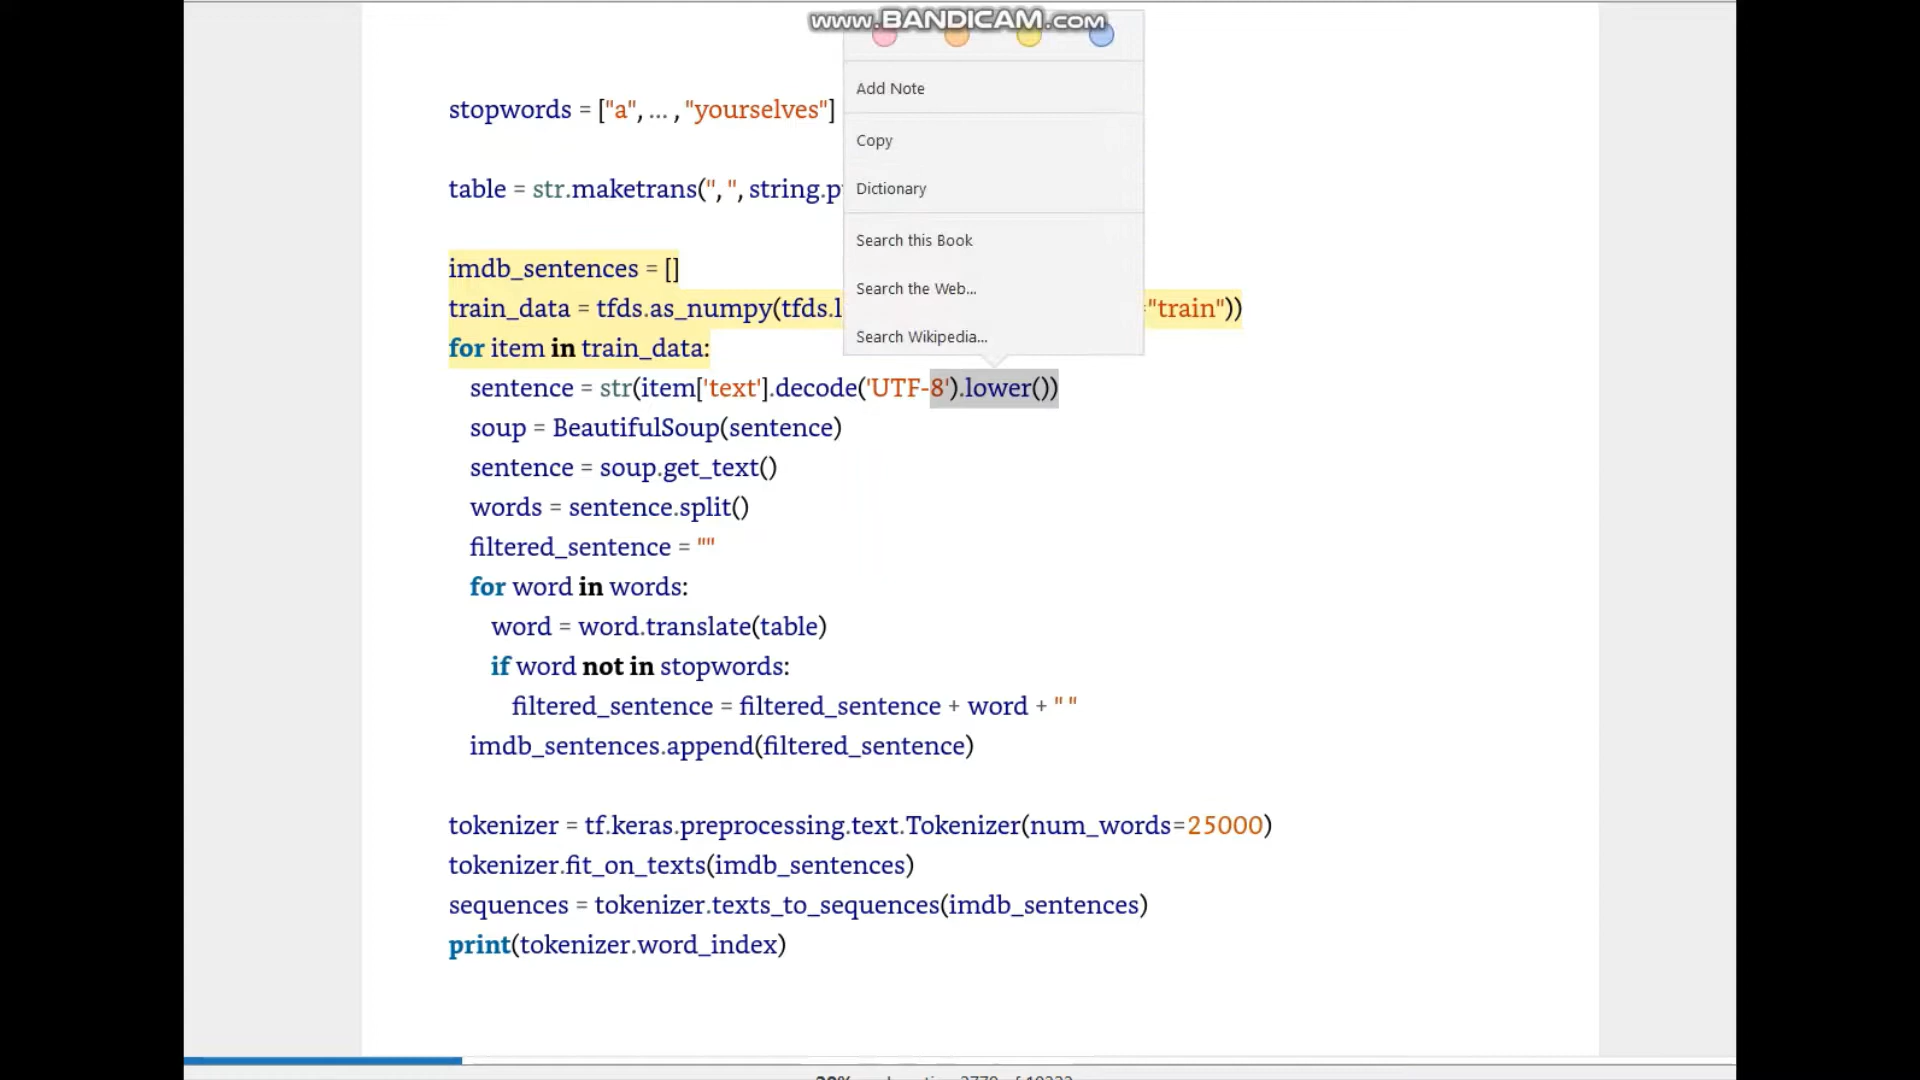 www.BANDICAM.com
Add Note
Copy
Dictionary
Search this Book
Search the Web...
Search Wikipedia...
stopwords = ["a", ... , "yourselves"]
table = str.maketrans('', '', string.p
imdb_sentences = []
train_data = tfds.as_numpy(tfds.l ="train"))
for item in train_data:
sentence = str(item['text'].decode('UTF-8').lower())
soup = BeautifulSoup(sentence)
sentence = soup.get_text()
words = sentence.split()
filtered_sentence = ""
for word in words:
word = word.translate(table)
if word not in stopwords:
filtered_sentence = filtered_sentence + word + " "
imdb_sentences.append(filtered_sentence)
tokenizer = tf.keras.preprocessing.text.Tokenizer(num_words=25000)
tokenizer.fit_on_texts(imdb_sentences)
sequences = tokenizer.texts_to_sequences(imdb_sentences)
print(tokenizer.word_index)